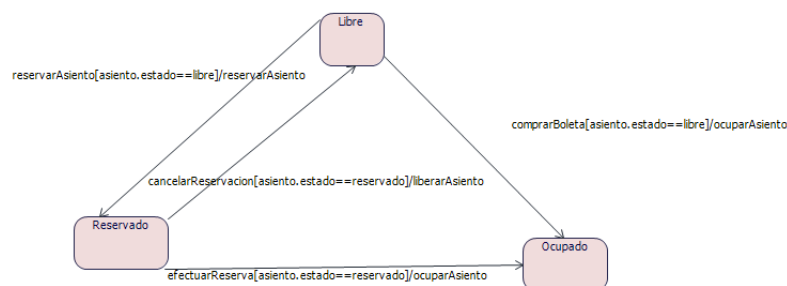 Libre
reservarAsiento[asiento.estado==libre]/reservarAsiento
comprarBoleta[asiento.estado==libre]/ocuparAsiento
cancelarReservacion[asiento.estado==reservado]/liberarAsiento
Reservado
Ocupado
efectuarReserva[asiento.estado==reservado]/ocuparAsiento